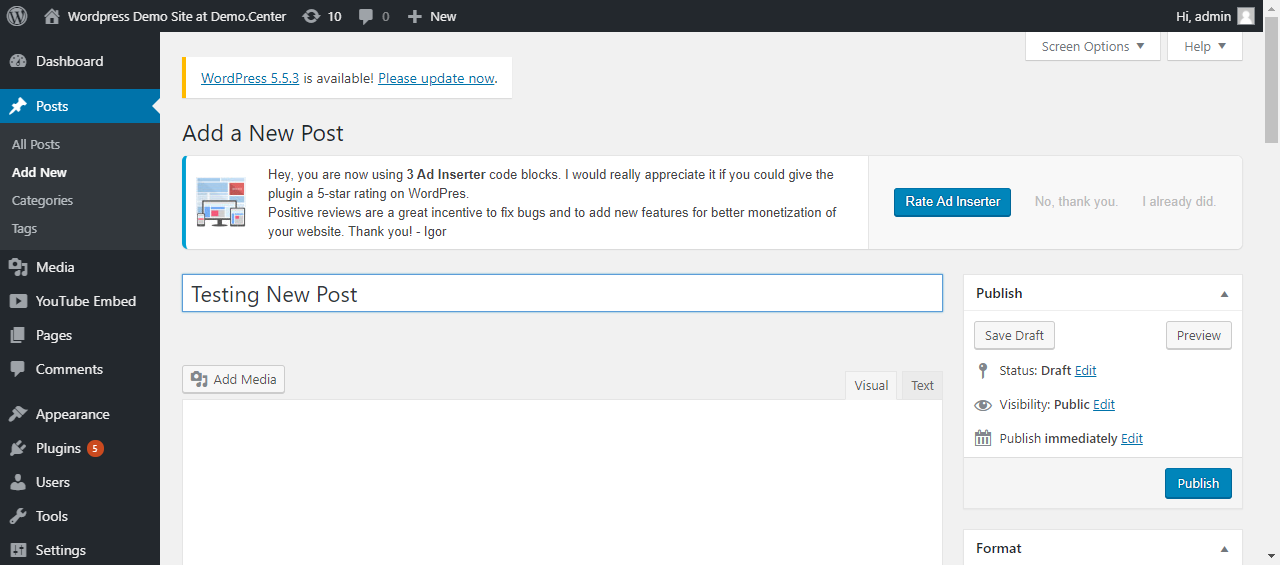 Wordpress Demo Site at Demo.Center 10 0 New Hi, admin
Dashboard
Posts
All Posts
Add New
Categories
Tags
Media
YouTube Embed
Pages
Comments
Appearance
Plugins 5
Users
Tools
Settings
Screen Options Help
WordPress 5.5.3 is available! Please update now.
Add a New Post
Hey, you are now using 3 Ad Inserter code blocks. I would really appreciate it if you could give the
plugin a 5-star rating on WordPres.
Positive reviews are a great incentive to fix bugs and to add new features for better monetization of
your website. Thank you! - Igor
Rate Ad Inserter No, thank you. I already did.
Testing New Post
Add Media
Visual Text
Publish
Save Draft Preview
Status: Draft Edit
Visibility: Public Edit
Publish immediately Edit
Publish
Format